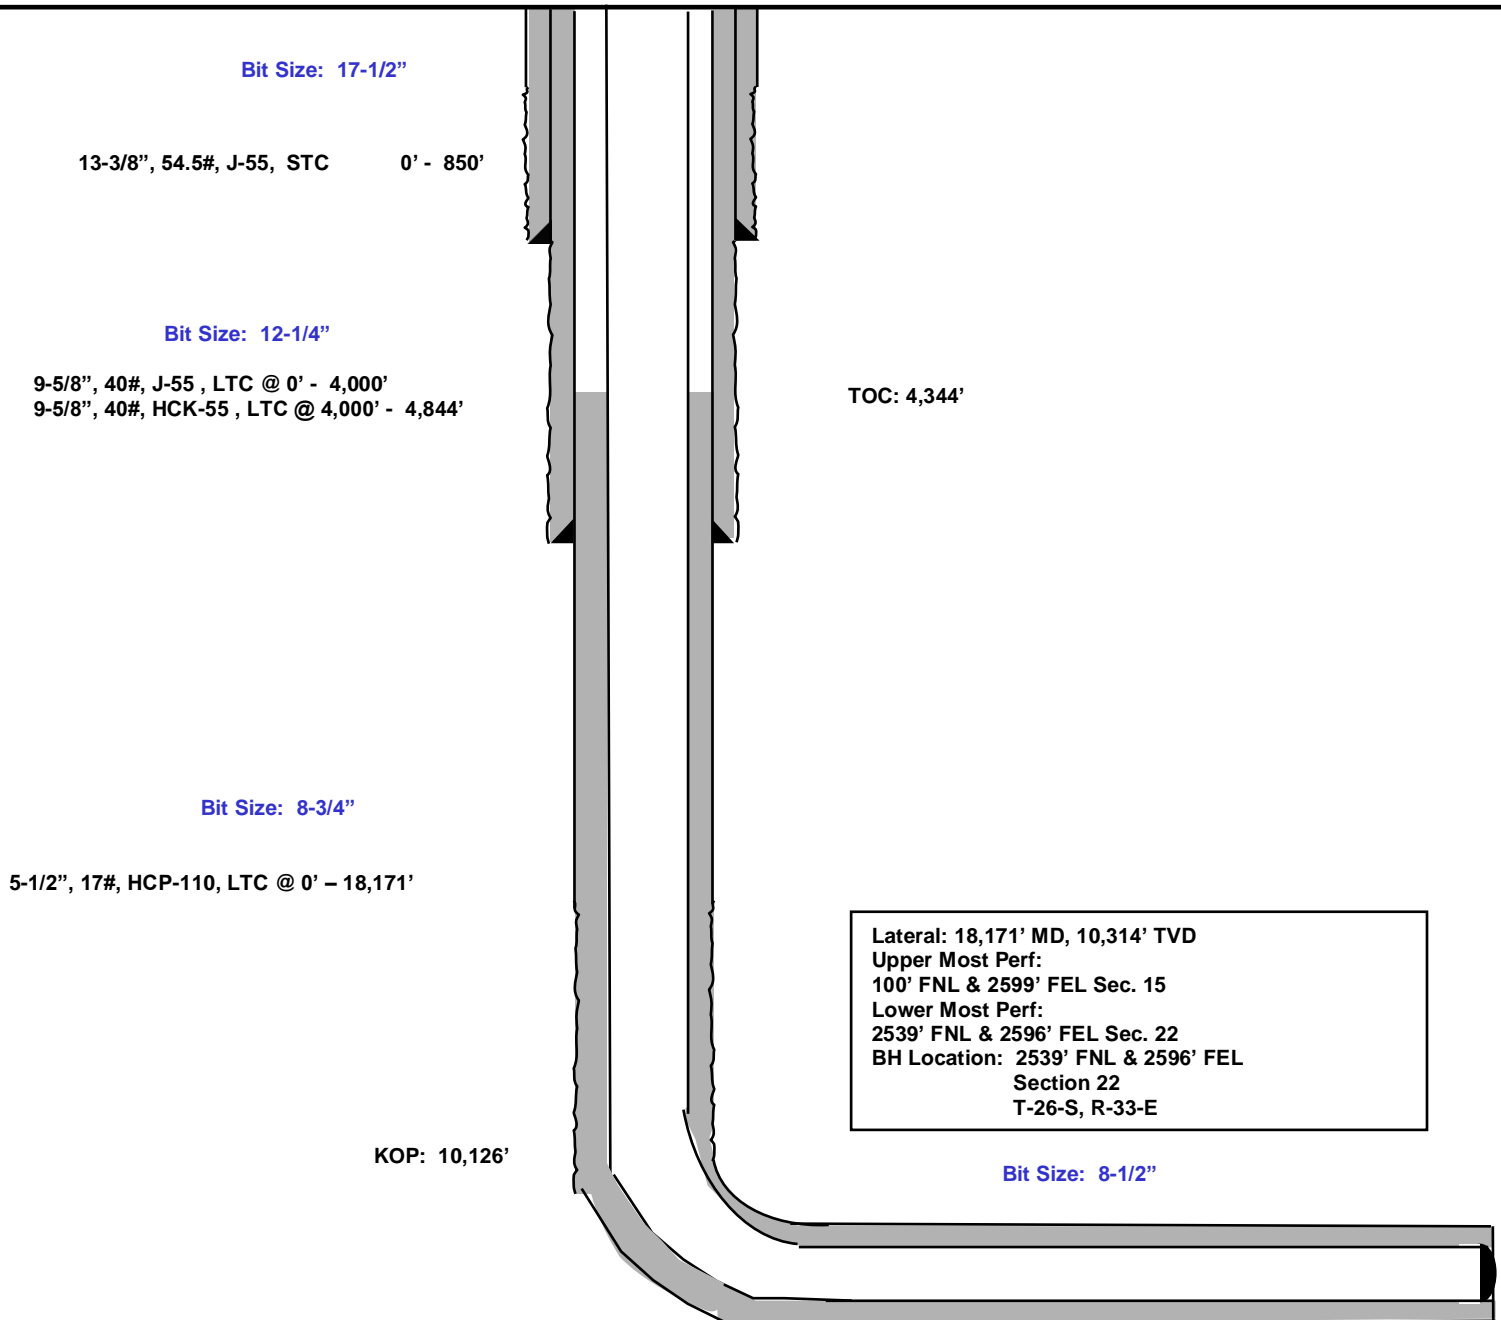 Bit Size: 17-1/2”
13-3/8”, 54.5#, J-55, STC 0’ - 850’
Bit Size: 12-1/4”
9-5/8”, 40#, J-55 , LTC @ 0’ - 4,000’
9-5/8”, 40#, HCK-55 , LTC @ 4,000’ - 4,844’
TOC: 4,344’
Bit Size: 8-3/4”
5-1/2”, 17#, HCP-110, LTC @ 0’ – 18,171’
Lateral: 18,171’ MD, 10,314’ TVD
Upper Most Perf:
100’ FNL & 2599’ FEL Sec. 15
Lower Most Perf:
2539’ FNL & 2596’ FEL Sec. 22
BH Location: 2539’ FNL & 2596’ FEL
Section 22
T-26-S, R-33-E
KOP: 10,126’
Bit Size: 8-1/2”